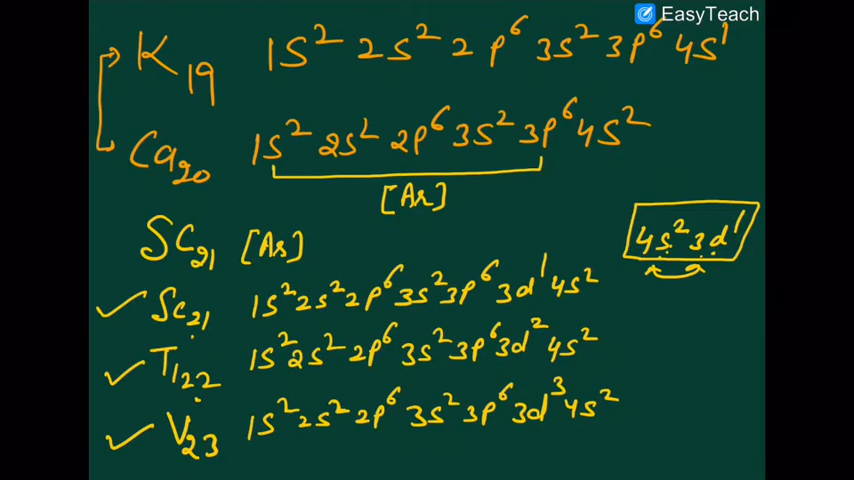 EasyTeach
K₁₉ 1S² 2S² 2p⁶ 3S² 3p⁶ 4S¹
Ca₂₀ 1S² 2S² 2p⁶ 3S² 3p⁶ 4S²
[Ar]
4s² 3d¹
Sc₂₁ [Ar]
Sc₂₁ 1S² 2S² 2p⁶ 3S² 3p⁶ 3d¹ 4S²
Ti₂₂ 1S² 2S² 2p⁶ 3S² 3p⁶ 3d² 4S²
V₂₃ 1S² 2S² 2p⁶ 3S² 3p⁶ 3d³ 4S²